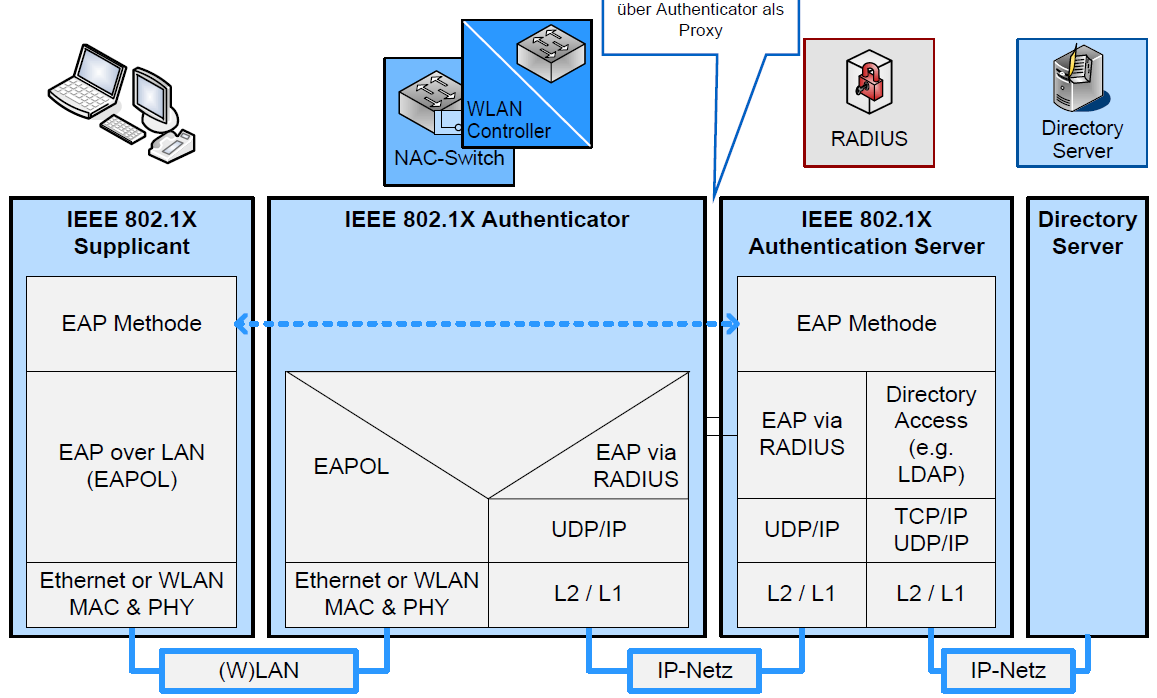 über Authenticator als
Proxy
WLAN
Controller
NAC-Switch
RADIUS
Directory
Server
IEEE 802.1X
Supplicant
IEEE 802.1X Authenticator
IEEE 802.1X
Authentication Server
Directory
Server
EAP Methode
EAP Methode
EAP over LAN
(EAPOL)
EAPOL
EAP via
RADIUS
EAP via
RADIUS
Directory
Access
(e.g.
LDAP)
UDP/IP
UDP/IP
TCP/IP
UDP/IP
Ethernet or WLAN
MAC & PHY
Ethernet or WLAN
MAC & PHY
L2 / L1
L2 / L1
L2 / L1
(W)LAN
IP-Netz
IP-Netz